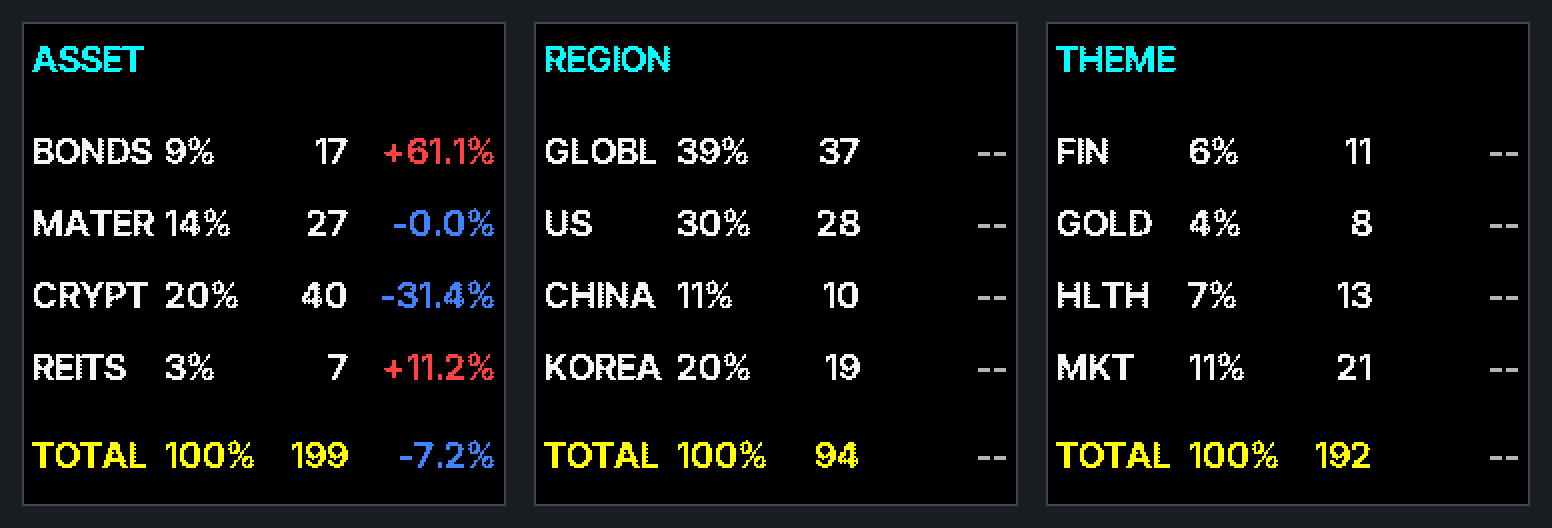 ASSET
BONDS 9% 17 +61.1%
MATER 14% 27 -0.0%
CRYPT 20% 40 -31.4%
REITS 3% 7 +11.2%
TOTAL 100% 199 -7.2%
REGION
GLOBL 39% 37 --
US 30% 28 --
CHINA 11% 10 --
KOREA 20% 19 --
TOTAL 100% 94 --
THEME
FIN 6% 11 --
GOLD 4% 8 --
HLTH 7% 13 --
MKT 11% 21 --
TOTAL 100% 192 --